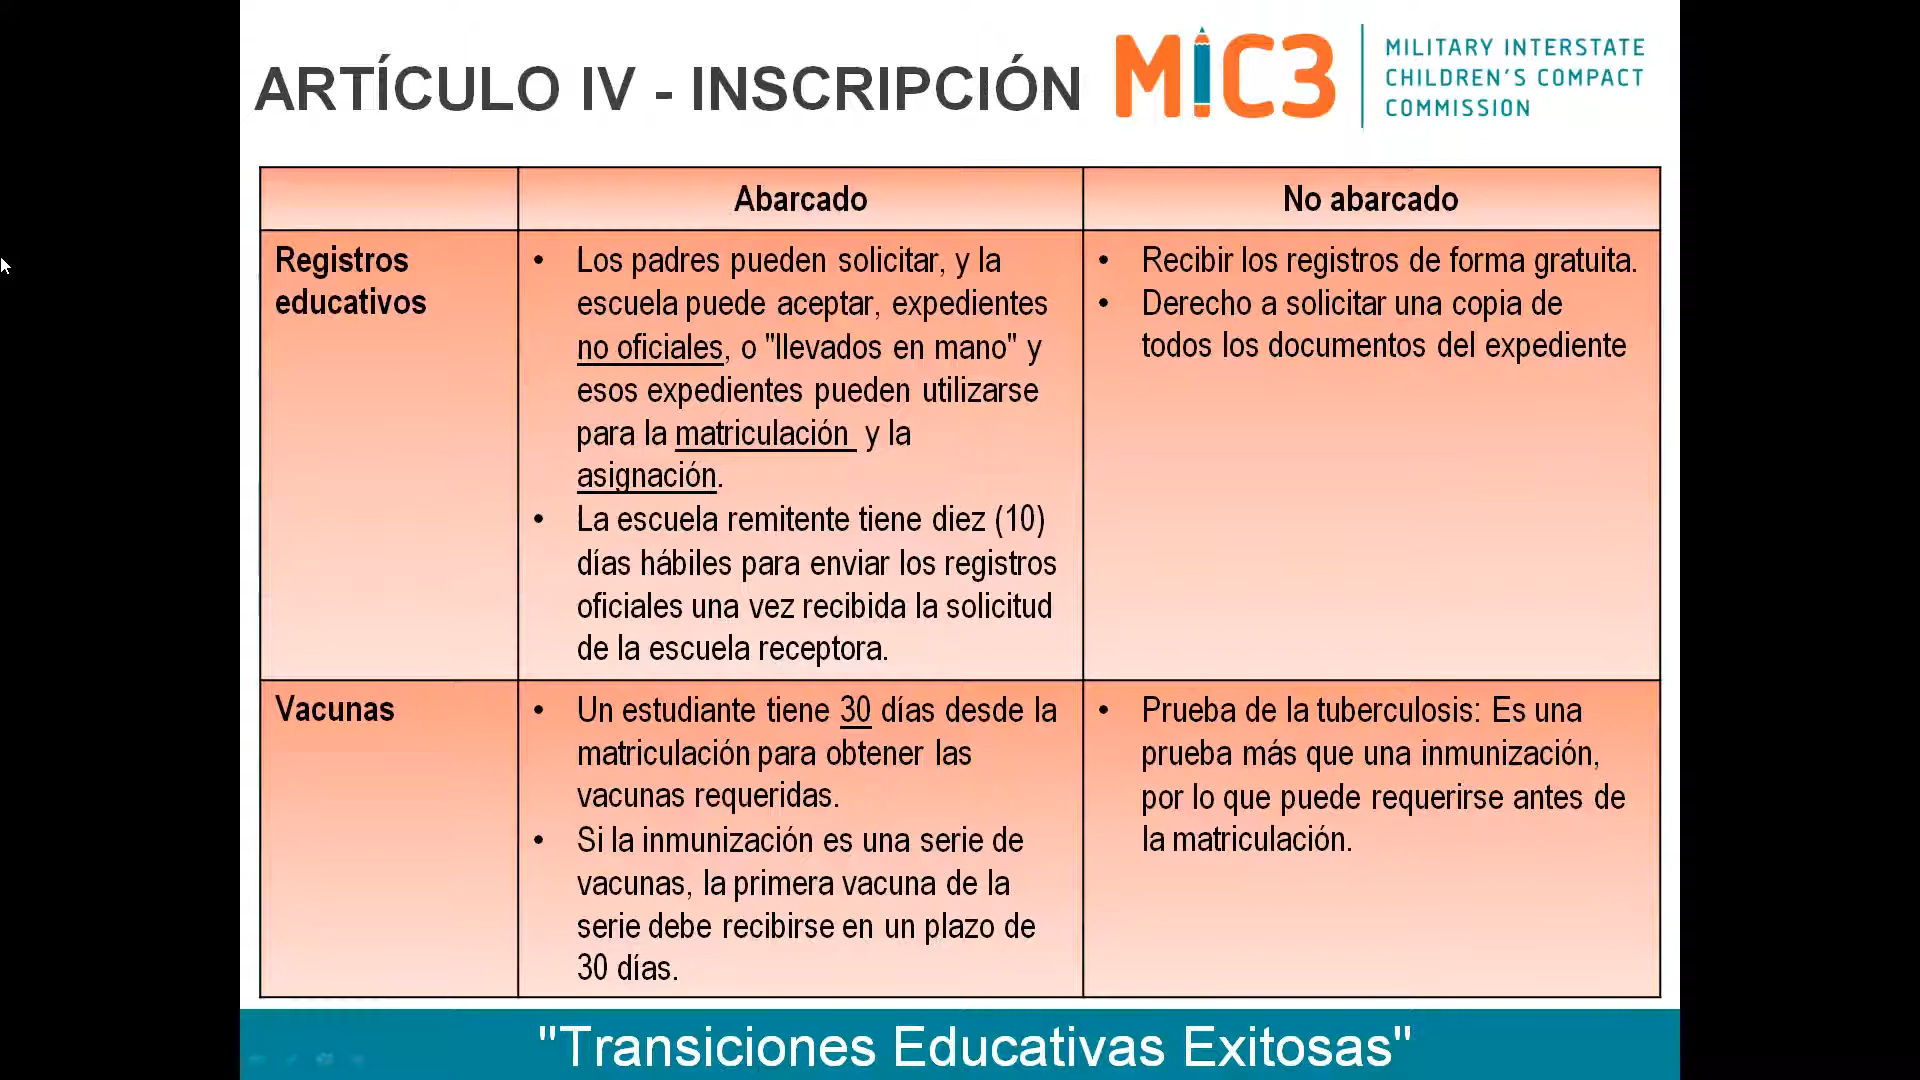 ARTÍCULO IV - INSCRIPCIÓN
MIC3
MILITARY INTERSTATE
CHILDREN'S COMPACT
COMMISSION
Abarcado
No abarcado
Registros
educativos
• Los padres pueden solicitar, y la
escuela puede aceptar, expedientes
no oficiales, o "llevados en mano" y
esos expedientes pueden utilizarse
para la matriculación y la
asignación.
• La escuela remitente tiene diez (10)
días hábiles para enviar los registros
oficiales una vez recibida la solicitud
de la escuela receptora.
• Recibir los registros de forma gratuita.
• Derecho a solicitar una copia de
todos los documentos del expediente
Vacunas
• Un estudiante tiene 30 días desde la
matriculación para obtener las
vacunas requeridas.
• Si la inmunización es una serie de
vacunas, la primera vacuna de la
serie debe recibirse en un plazo de
30 días.
• Prueba de la tuberculosis: Es una
prueba más que una inmunización,
por lo que puede requerirse antes de
la matriculación.
"Transiciones Educativas Exitosas"